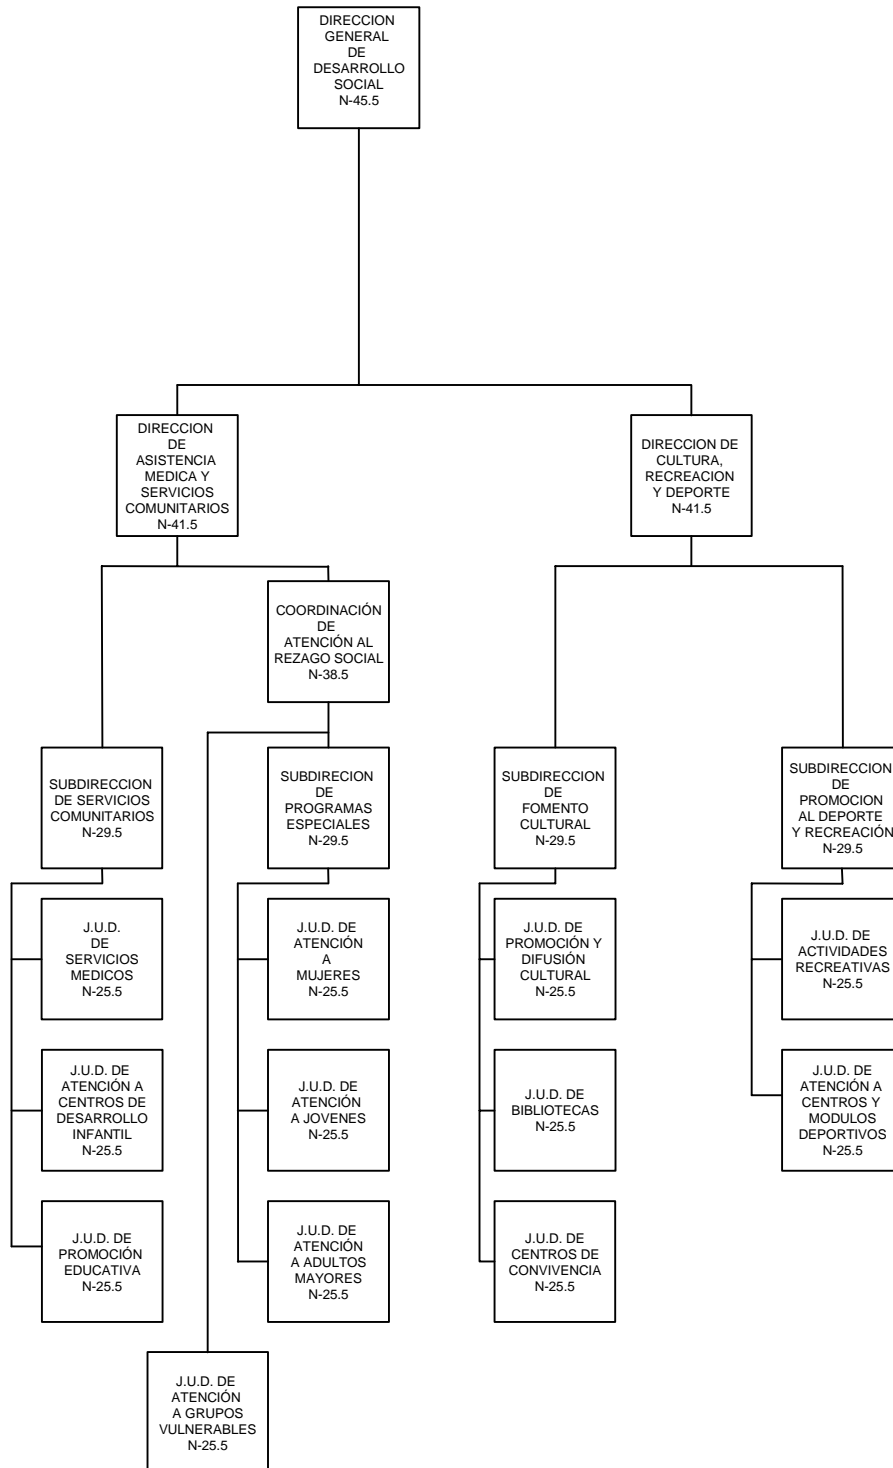 DIRECCION
GENERAL
DE
DESARROLLO
SOCIAL
N-45.5
DIRECCION
DE
ASISTENCIA
MEDICA Y
SERVICIOS
COMUNITARIOS
N-41.5
DIRECCION DE
CULTURA,
RECREACION
Y DEPORTE
N-41.5
COORDINACIÓN
DE
ATENCIÓN AL
REZAGO SOCIAL
N-38.5
SUBDIRECCION
DE SERVICIOS
COMUNITARIOS
N-29.5
SUBDIRECION
DE
PROGRAMAS
ESPECIALES
N-29.5
SUBDIRECCION
DE
FOMENTO
CULTURAL
N-29.5
SUBDIRECCION
DE
PROMOCION
AL DEPORTE
Y RECREACIÓN
N-29.5
J.U.D.
DE
SERVICIOS
MEDICOS
N-25.5
J.U.D. DE
ATENCIÓN
A
MUJERES
N-25.5
J.U.D. DE
PROMOCIÓN Y
DIFUSIÓN
CULTURAL
N-25.5
J.U.D. DE
ACTIVIDADES
RECREATIVAS
N-25.5
J.U.D. DE
ATENCIÓN A
CENTROS DE
DESARROLLO
INFANTIL
N-25.5
J.U.D. DE
ATENCIÓN
A JOVENES
N-25.5
J.U.D. DE
BIBLIOTECAS
N-25.5
J.U.D. DE
ATENCIÓN A
CENTROS Y
MODULOS
DEPORTIVOS
N-25.5
J.U.D. DE
PROMOCIÓN
EDUCATIVA
N-25.5
J.U.D. DE
ATENCIÓN
A ADULTOS
MAYORES
N-25.5
J.U.D. DE
CENTROS DE
CONVIVENCIA
N-25.5
J.U.D. DE
ATENCIÓN
A GRUPOS
VULNERABLES
N-25.5